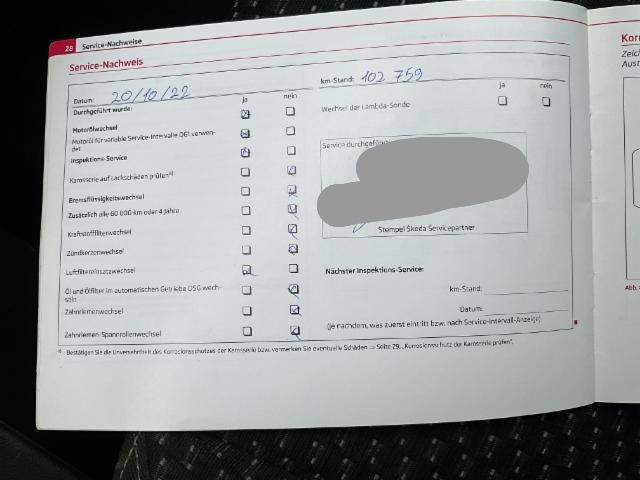 28 Service-Nachweise
Service-Nachweis
Datum: 20/10/22
km-Stand: 102 759
ja nein
Durchgeführt wurde:
Motorölwechsel
Motoröl für variable Service-Intervalle QG1 verwen-
det
Inspektions-Service
Karosserie auf Lackschäden prüfen a)
Bremsflüssigkeitswechsel
Zusätzlich alle 60 000 km oder 4 Jahre
Kraftstofffilterwechsel
Zündkerzenwechsel
Luftfiltereinsatzwechsel
Öl und Ölfilter im automatischen Getriebe DSG wech-
seln
Zahnriemenwechsel
Zahnriemen-Spannrollenwechsel
ja nein
Wechsel der Lambda-Sonde
Service durchgeführt
Stempel Škoda Servicepartner
Nächster Inspektions-Service:
km-Stand:
Datum:
(je nachdem, was zuerst eintritt bzw. nach Service-Intervall-Anzeige)
a) Bestätigen Sie die Unversehrtheit des Korrosionsschutzes der Karosserie bzw. vermerken Sie eventuelle Schäden ⇒ Seite 29, „Korrosionsschutz der Karosserie prüfen“.
Korr
Zeich
Aust
Abb.